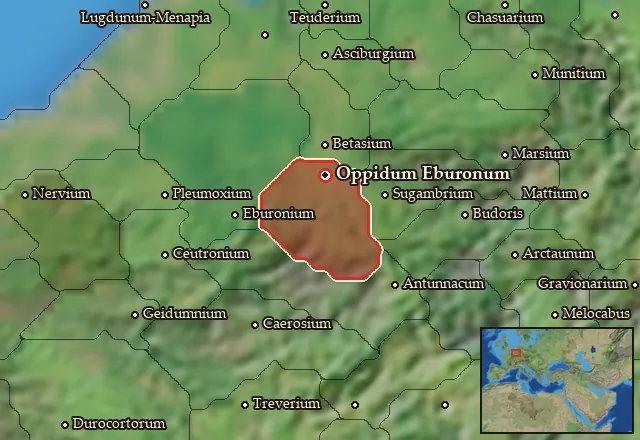 Lugdunum-Menapia
Teuderium
Chasuarium
Asciburgium
Munitium
Betasium
Marsium
Oppidum Eburonum
Nervium
Pleumoxium
Sugambrium
Mattium
Eburonium
Budoris
Ceutronium
Arctaunum
Antunnacum
Gravionarium
Geidumnium
Caerosium
Melocabus
Treverium
Durocortorum